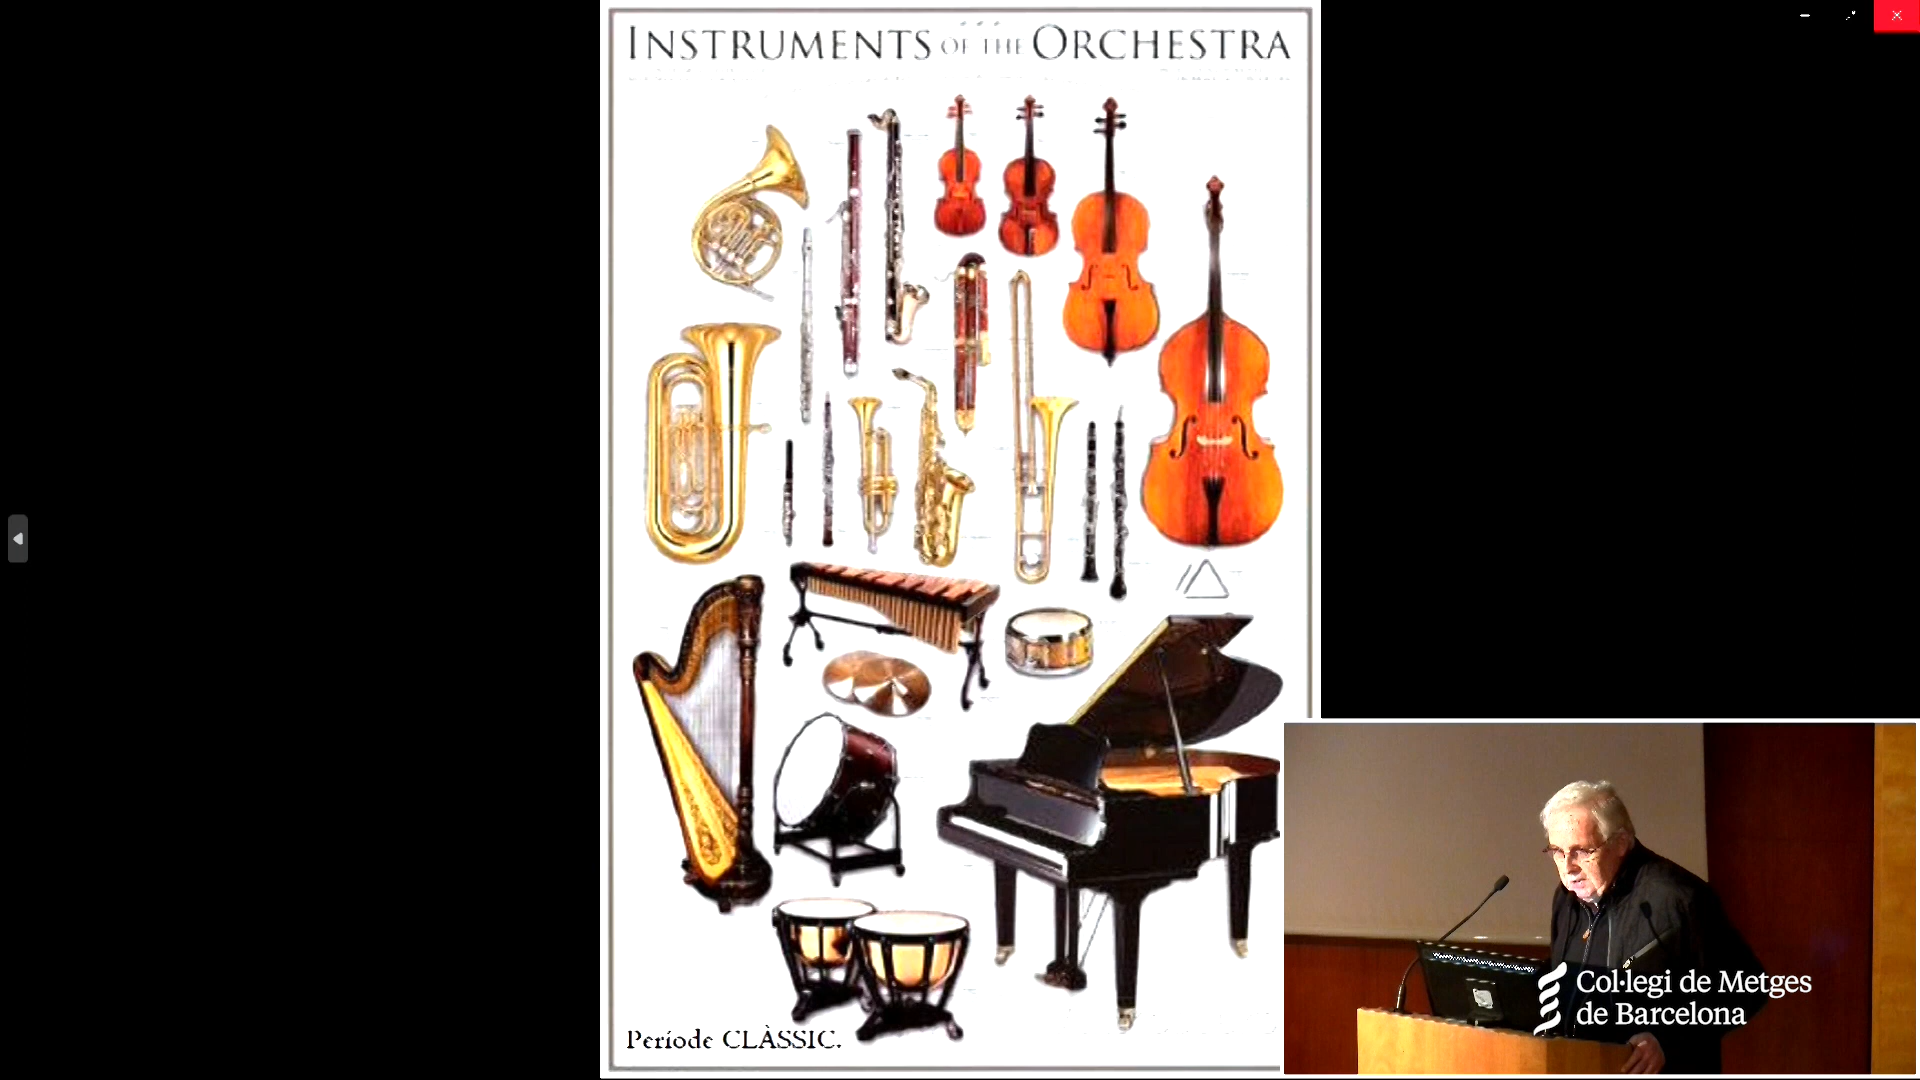 INSTRUMENTS OF THE ORCHESTRA
Període CLÀSSIC.
Col·legi de Metges
de Barcelona